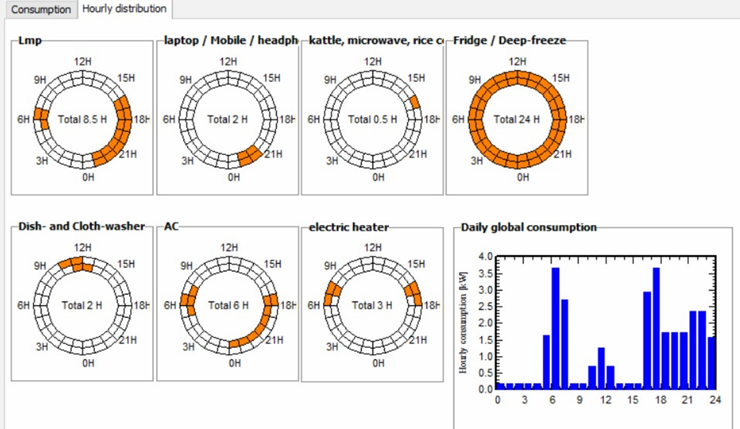 Consumption Hourly distribution
Lmp
12H
9H 15H
6H Total 8.5 H 18H
3H 21H
0H
laptop / Mobile / headph
12H
9H 15H
6H Total 2 H 18H
3H 21H
0H
kattle, microwave, rice co
12H
9H 15H
6H Total 0.5 H 18H
3H 21H
0H
Fridge / Deep-freeze
12H
9H 15H
6H Total 24 H 18H
3H 21H
0H
Dish- and Cloth-washer
12H
9H 15H
6H Total 2 H 18H
3H 21H
0H
AC
12H
9H 15H
6H Total 6 H 18H
3H 21H
0H
electric heater
12H
9H 15H
6H Total 3 H 18H
3H 21H
0H
Daily global consumption
Hourly consumption [kW]
4.0
3.5
3.0
2.5
2.0
1.5
1.0
0.5
0.0
0 3 6 9 12 15 18 21 24